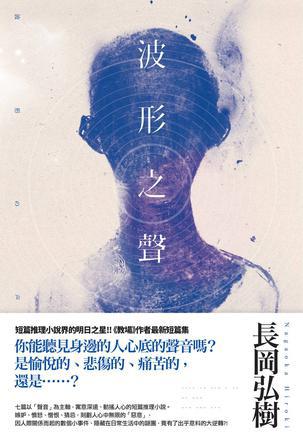 波形之聲
波形の声
短篇推理小說界的明日之星!!《教場》作者最新短篇集
你能聽見身邊的人心底的聲音嗎？
是愉悅的、悲傷的、痛苦的，
還是……？
七篇以「聲音」為主軸、寓意深遠、動搖人心的短篇推理小說。
嫉妒、憤怒、憎恨、猜忌，刻劃人心中無限的「惡意」，
因人際關係而起的數個小事件，隱藏在日常生活中的謎團，竟有了出乎意料的大逆轉?!
長岡弘樹
Nagaoka Hiroki